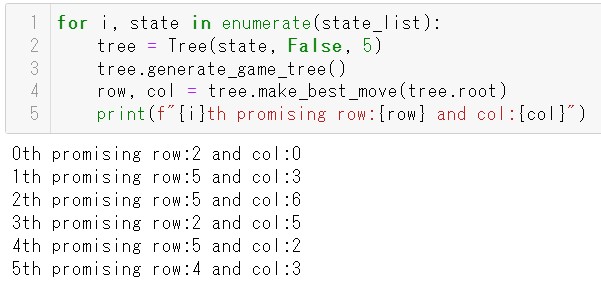 1 for i, state in enumerate(state_list):
2 tree = Tree(state, False, 5)
3 tree.generate_game_tree()
4 row, col = tree.make_best_move(tree.root)
5 print(f"{i}th promising row:{row} and col:{col}")
0th promising row:2 and col:0
1th promising row:5 and col:3
2th promising row:5 and col:6
3th promising row:2 and col:5
4th promising row:5 and col:2
5th promising row:4 and col:3